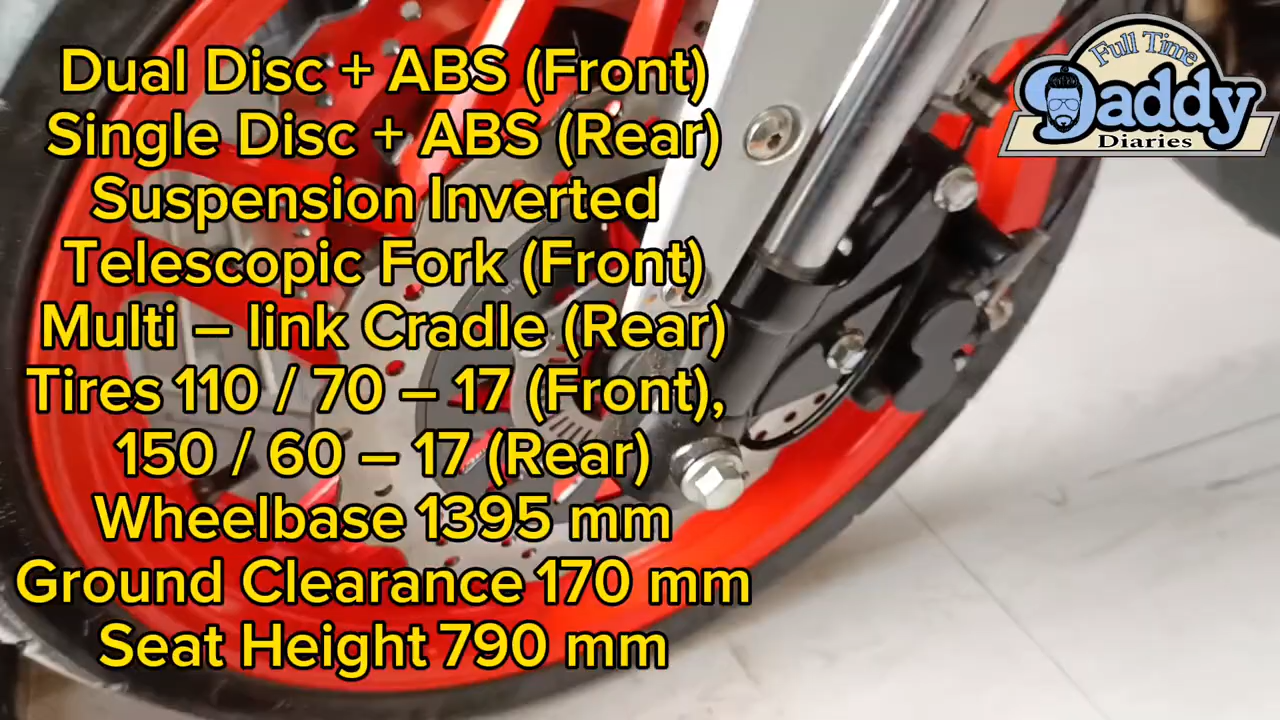 Dual Disc + ABS (Front)
Single Disc + ABS (Rear)
Suspension Inverted
Telescopic Fork (Front)
Multi – link Cradle (Rear)
Tires 110 / 70 – 17 (Front),
150 / 60 – 17 (Rear)
Wheelbase 1395 mm
Ground Clearance 170 mm
Seat Height 790 mm
Full Time
Daddy
Diaries